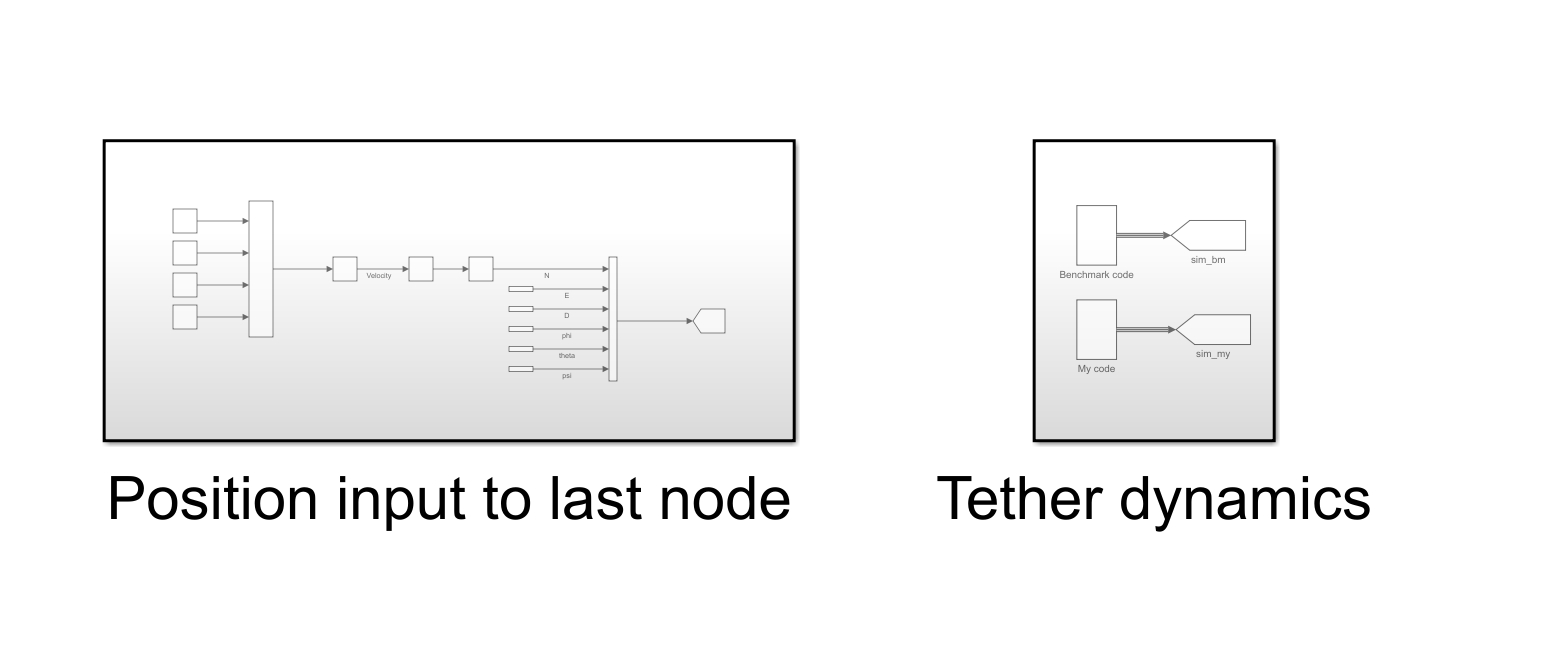 Velocity
N
E
D
phi
theta
psi
Position input to last node
Benchmark code
sim_bm
My code
sim_my
Tether dynamics